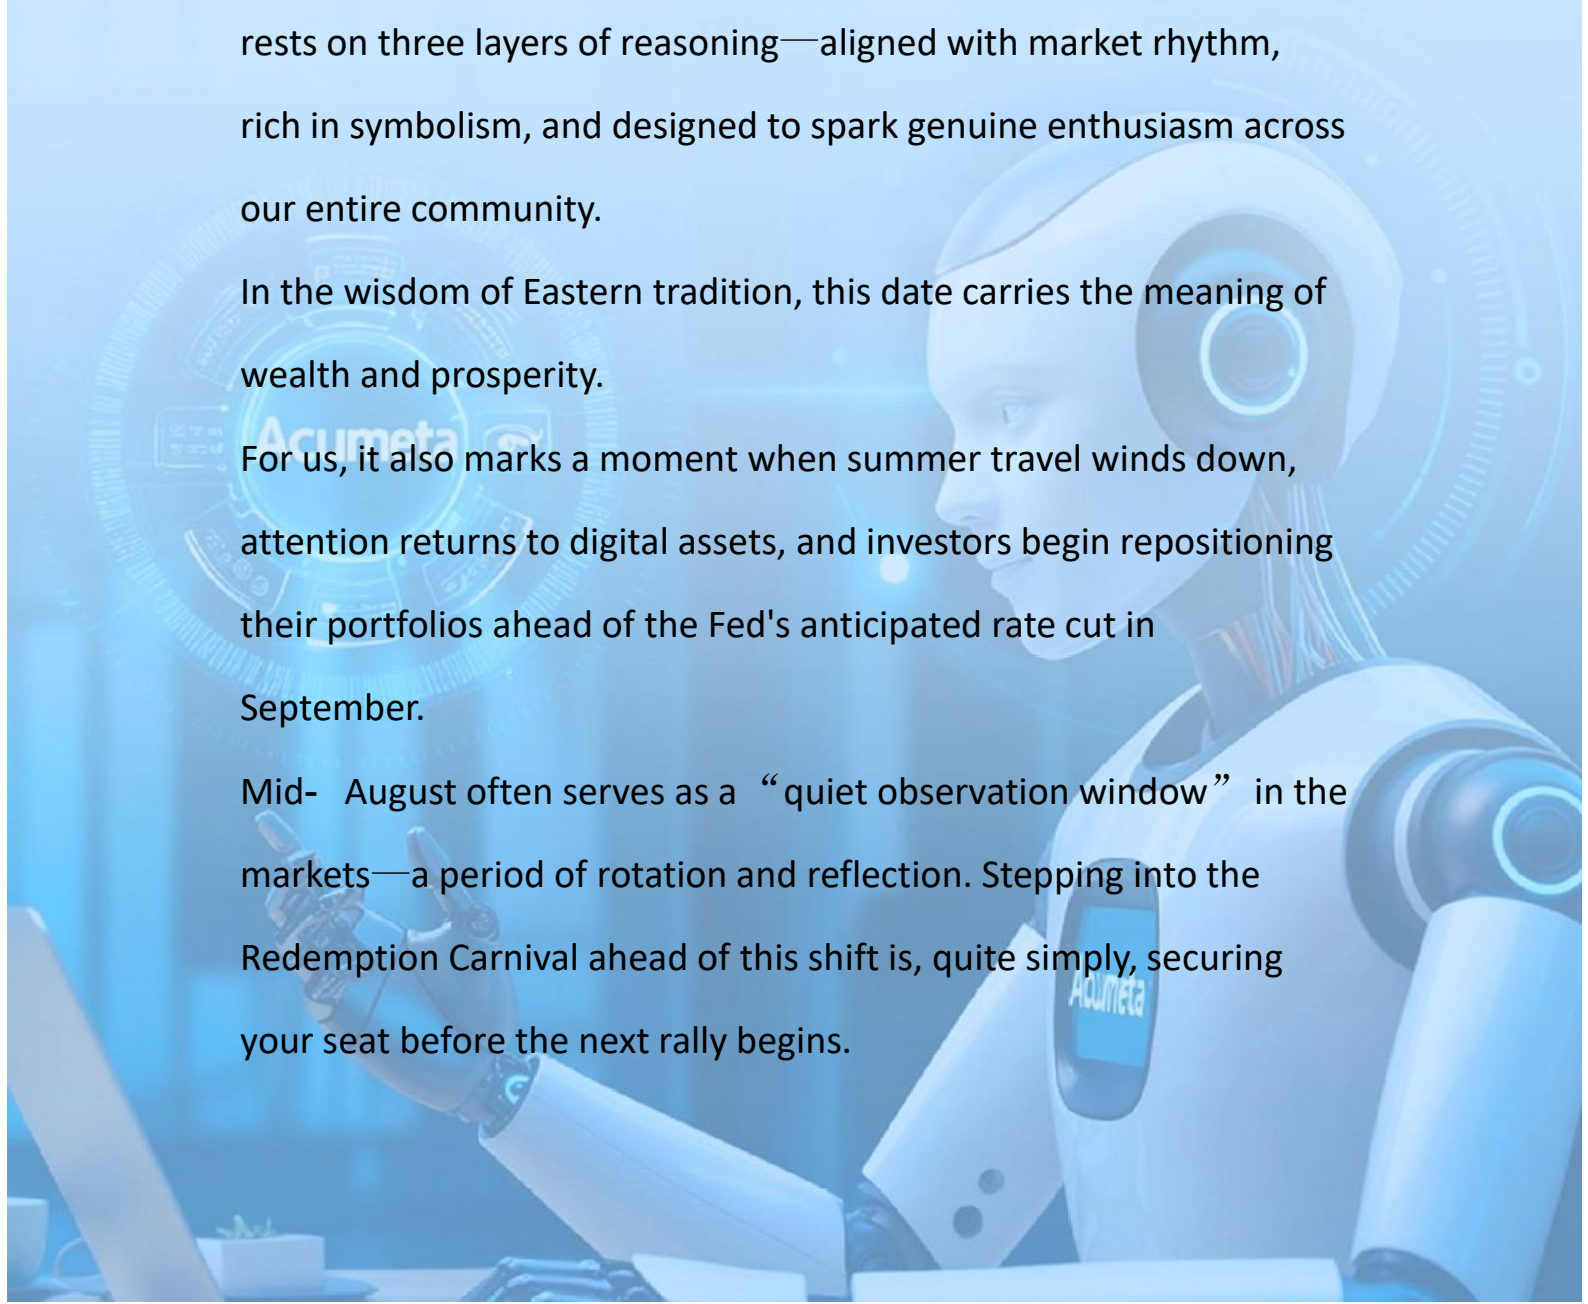 rests on three layers of reasoning—aligned with market rhythm,
rich in symbolism, and designed to spark genuine enthusiasm across
our entire community.
In the wisdom of Eastern tradition, this date carries the meaning of
wealth and prosperity.
Acumeta
For us, it also marks a moment when summer travel winds down,
attention returns to digital assets, and investors begin repositioning
their portfolios ahead of the Fed's anticipated rate cut in
September.
Mid- August often serves as a “quiet observation window” in the
markets—a period of rotation and reflection. Stepping into the
Redemption Carnival ahead of this shift is, quite simply, securing
Acumeta
your seat before the next rally begins.